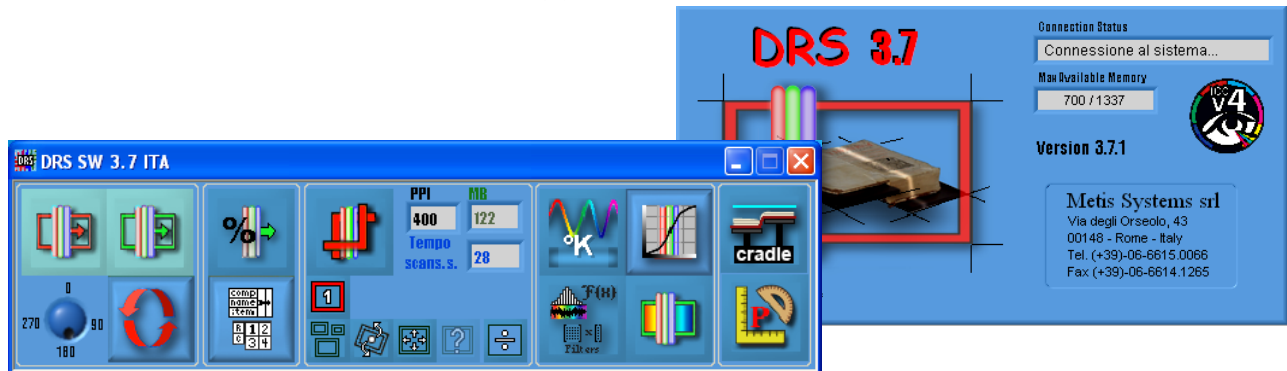 DRS 3.7
Connection Status
Connessione al sistema...
Max Available Memory
700 / 1337
ICC
v4
Version 3.7.1
Metis Systems srl
Via degli Orseolo, 43
00148 - Rome - Italy
Tel. (+39)-06-6615.0066
Fax (+39)-06-6614.1265
DRS DRS SW 3.7 ITA
PPI MB
400 122
Tempo
scans.s. 28
%
°K
cradle
0
270 90
180
comp
name
item
R 1 2
C 3 4
1
?
÷
F(x)
Filters
P